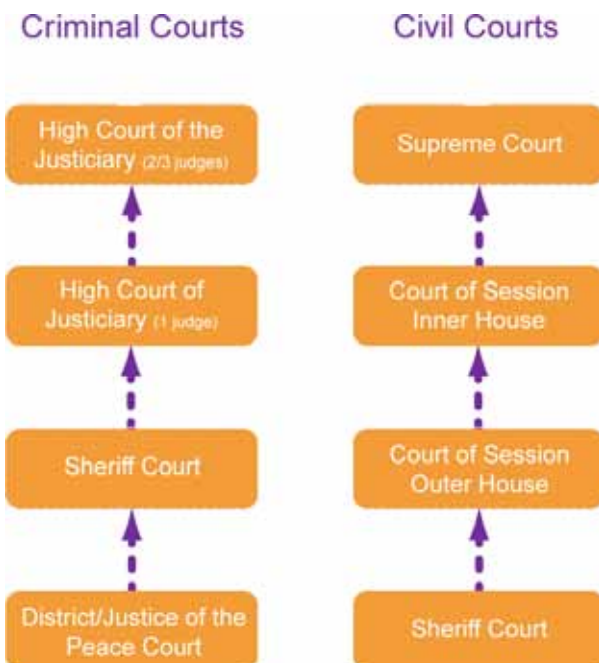 Criminal Courts
High Court of the
Justiciary (2/3 judges)
High Court of
Justiciary (1 judge)
Sheriff Court
District/Justice of the
Peace Court
Civil Courts
Supreme Court
Court of Session
Inner House
Court of Session
Outer House
Sheriff Court